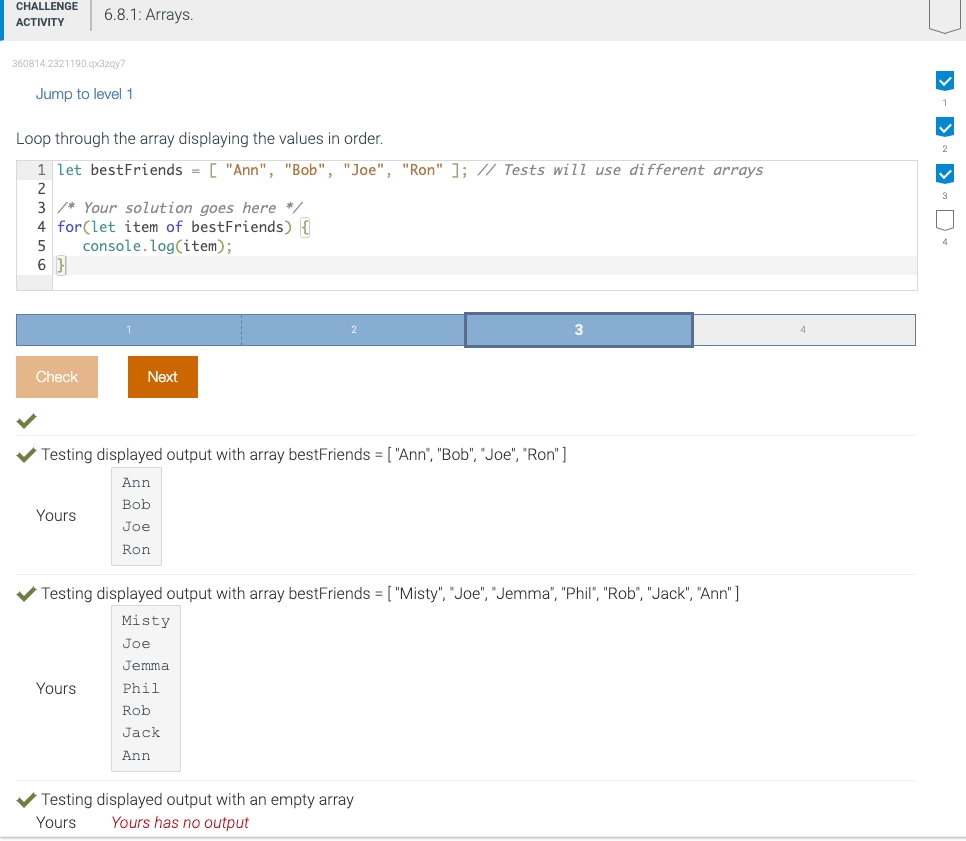 CHALLENGE
ACTIVITY
6.8.1: Arrays.
360814.2321190.qx3zqy7
Jump to level 1
1
2
3
4
Loop through the array displaying the values in order.
1 let bestFriends = [ "Ann", "Bob", "Joe", "Ron" ]; // Tests will use different arrays
2
3 /* Your solution goes here */
4 for(let item of bestFriends) {
5    console.log(item);
6 }
1 2 3 4
Check Next
Testing displayed output with array bestFriends = [ "Ann", "Bob", "Joe", "Ron" ]
Yours
Ann
Bob
Joe
Ron
Testing displayed output with array bestFriends = [ "Misty", "Joe", "Jemma", "Phil", "Rob", "Jack", "Ann" ]
Yours
Misty
Joe
Jemma
Phil
Rob
Jack
Ann
Testing displayed output with an empty array
Yours Yours has no output